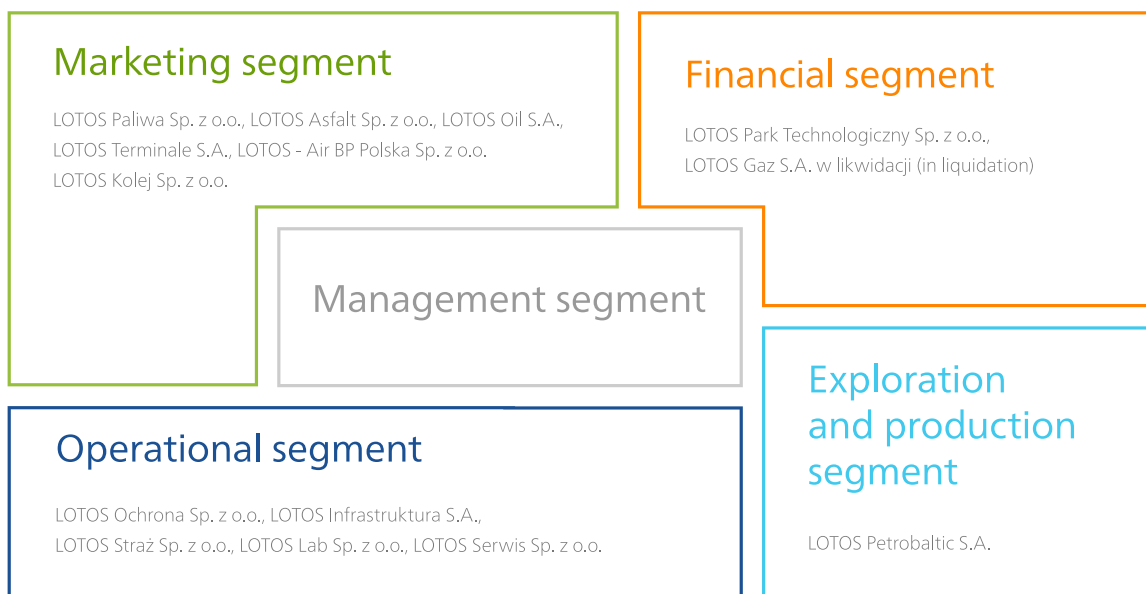 Marketing segment
LOTOS Paliwa Sp. z o.o., LOTOS Asfalt Sp. z o.o., LOTOS Oil S.A.,
LOTOS Terminale S.A., LOTOS - Air BP Polska Sp. z o.o.
LOTOS Kolej Sp. z o.o.
Financial segment
LOTOS Park Technologiczny Sp. z o.o.,
LOTOS Gaz S.A. w likwidacji (in liquidation)
Management segment
Operational segment
LOTOS Ochrona Sp. z o.o., LOTOS Infrastruktura S.A.,
LOTOS Straż Sp. z o.o., LOTOS Lab Sp. z o.o., LOTOS Serwis Sp. z o.o.
Exploration
and production
segment
LOTOS Petrobaltic S.A.